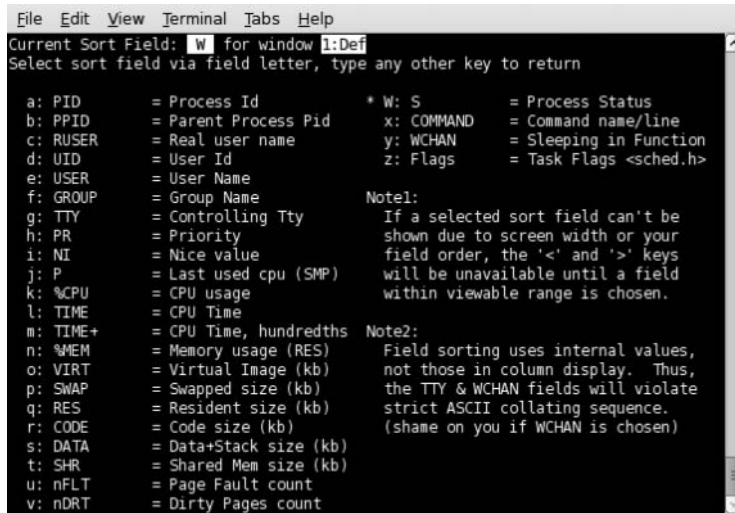 File Edit View Terminal Tabs Help
Current Sort Field: W for window 1:Def
Select sort field via field letter, type any other key to return
a: PID = Process Id
b: PPID = Parent Process Pid
c: RUSER = Real user name
d: UID = User Id
e: USER = User Name
f: GROUP = Group Name
g: TTY = Controlling Tty
h: PR = Priority
i: NI = Nice value
j: P = Last used cpu (SMP)
k: %CPU = CPU usage
l: TIME = CPU Time
m: TIME+ = CPU Time, hundredths
n: %MEM = Memory usage (RES)
o: VIRT = Virtual Image (kb)
p: SWAP = Swapped size (kb)
q: RES = Resident size (kb)
r: CODE = Code size (kb)
s: DATA = Data+Stack size (kb)
t: SHR = Shared Mem size (kb)
u: nFLT = Page Fault count
v: nDRT = Dirty Pages count
* W: S = Process Status
x: COMMAND = Command name/line
y: WCHAN = Sleeping in Function
z: Flags = Task Flags <sched.h>
Note1:
If a selected sort field can't be
shown due to screen width or your
field order, the '<' and '>' keys
will be unavailable until a field
within viewable range is chosen.
Note2:
Field sorting uses internal values,
not those in column display. Thus,
the TTY & WCHAN fields will violate
strict ASCII collating sequence.
(shame on you if WCHAN is chosen)